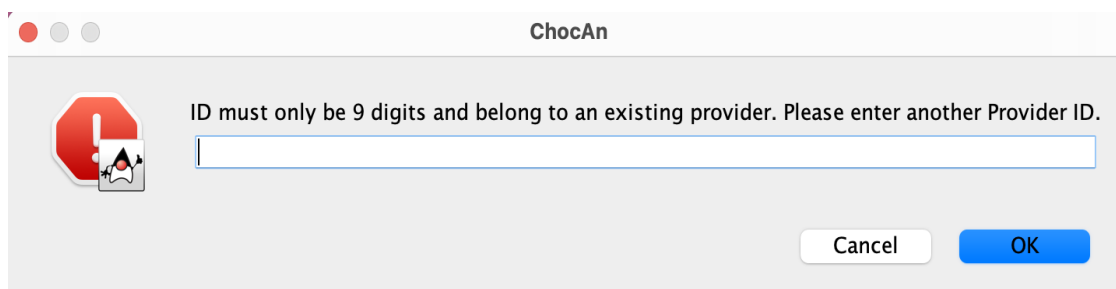 ChocAn
ID must only be 9 digits and belong to an existing provider. Please enter another Provider ID.
Cancel
OK